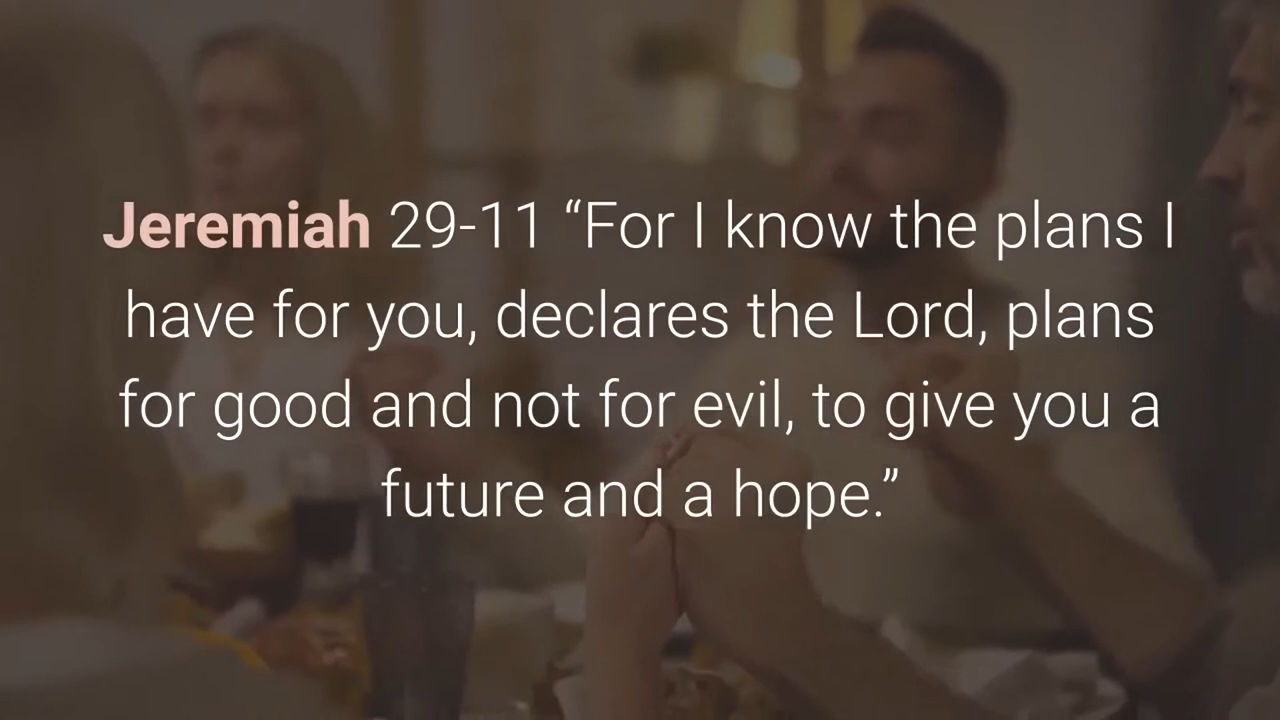 Jeremiah 29-11 “For I know the plans I
have for you, declares the Lord, plans
for good and not for evil, to give you a
future and a hope.”